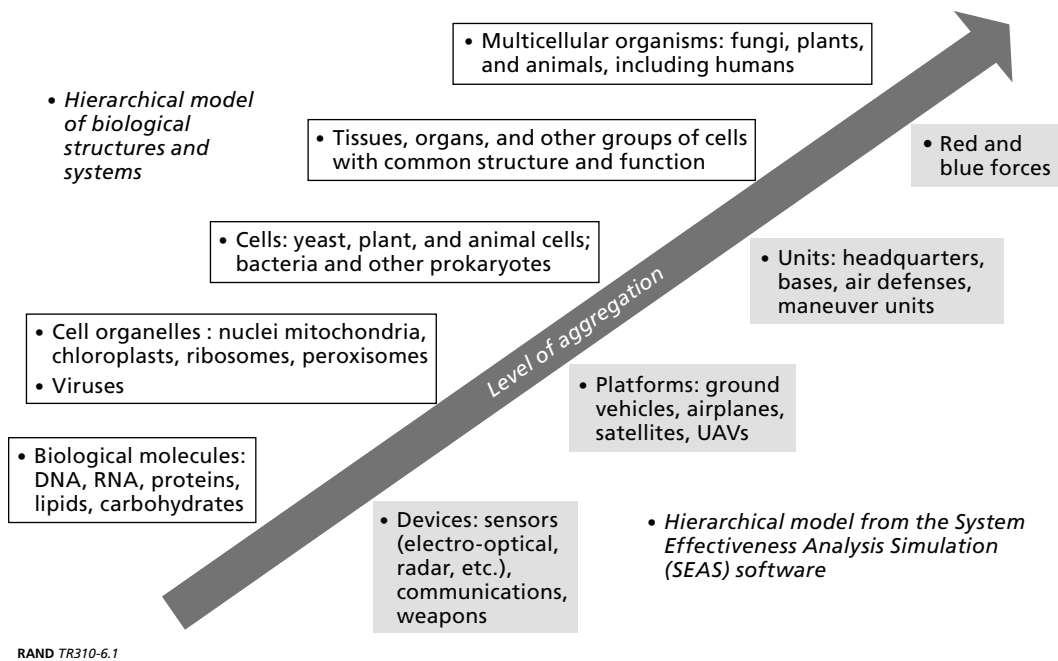 • Multicellular organisms: fungi, plants,
and animals, including humans
• Hierarchical model
of biological
structures and
systems
• Tissues, organs, and other groups of cells
with common structure and function
• Red and
blue forces
• Cells: yeast, plant, and animal cells;
bacteria and other prokaryotes
• Units: headquarters,
bases, air defenses,
maneuver units
Level of aggregation
• Cell organelles : nuclei mitochondria,
chloroplasts, ribosomes, peroxisomes
• Viruses
• Platforms: ground
vehicles, airplanes,
satellites, UAVs
• Biological molecules:
DNA, RNA, proteins,
lipids, carbohydrates
• Devices: sensors
(electro-optical,
radar, etc.),
communications,
weapons
• Hierarchical model from the System
Effectiveness Analysis Simulation
(SEAS) software
RAND TR310-6.1